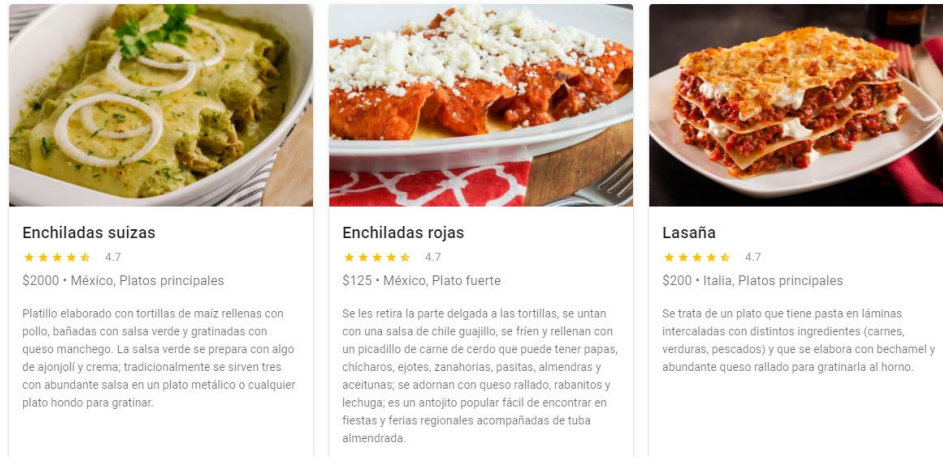 Enchiladas suizas
4.7
$2000 • México, Platos principales
Platillo elaborado con tortillas de maíz rellenas con
pollo, bañadas con salsa verde y gratinadas con
queso manchego. La salsa verde se prepara con algo
de ajonjolí y crema; tradicionalmente se sirven tres
con abundante salsa en un plato metálico o cualquier
plato hondo para gratinar.
Enchiladas rojas
4.7
$125 • México, Plato fuerte
Se les retira la parte delgada a las tortillas, se untan
con una salsa de chile guajillo, se fríen y rellenan con
un picadillo de carne de cerdo que puede tener papas,
chícharos, ejotes, zanahorias, pasitas, almendras y
aceitunas; se adornan con queso rallado, rabanitos y
lechuga; es un antojito popular fácil de encontrar en
fiestas y ferias regionales acompañadas de tuba
almendrada.
Lasaña
4.7
$200 • Italia, Platos principales
Se trata de un plato que tiene pasta en láminas
intercaladas con distintos ingredientes (carnes,
verduras, pescados) y que se elabora con bechamel y
abundante queso rallado para gratinarla al horno.